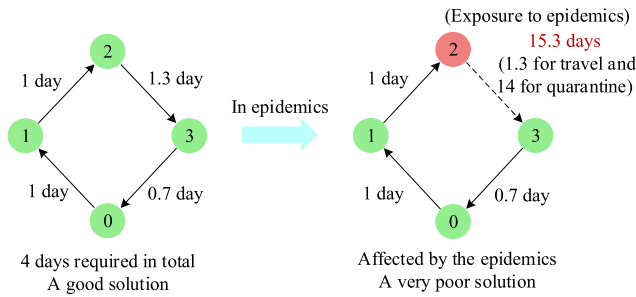 2
1 day
1.3 day
1
3
1 day
0.7 day
0
4 days required in total
A good solution
In epidemics
(Exposure to epidemics)
15.3 days
(1.3 for travel and
14 for quarantine)
2
1 day
1
3
1 day
0.7 day
0
Affected by the epidemics
A very poor solution